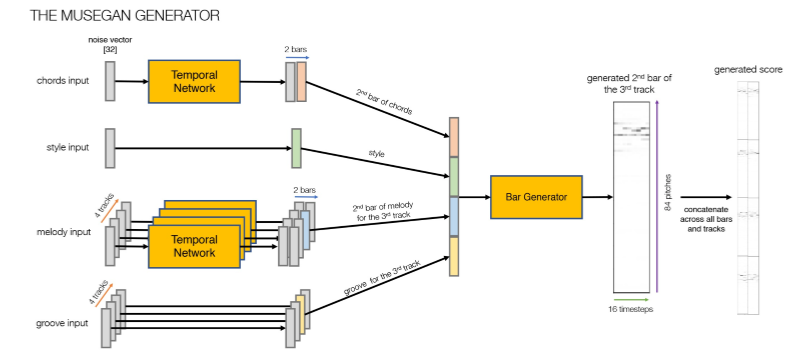 THE MUSEGAN GENERATOR
noise vector
[32]
chords input
Temporal
Network
2 bars
2nd bar of chords
style input
style
4 tracks
melody input
Temporal
Network
2 bars
2nd bar of melody
for the 3rd track
4 tracks
groove input
groove for the 3rd track
Bar Generator
generated 2nd bar of
the 3rd track
84 pitches
16 timesteps
concatenate
across all bars
and tracks
generated score